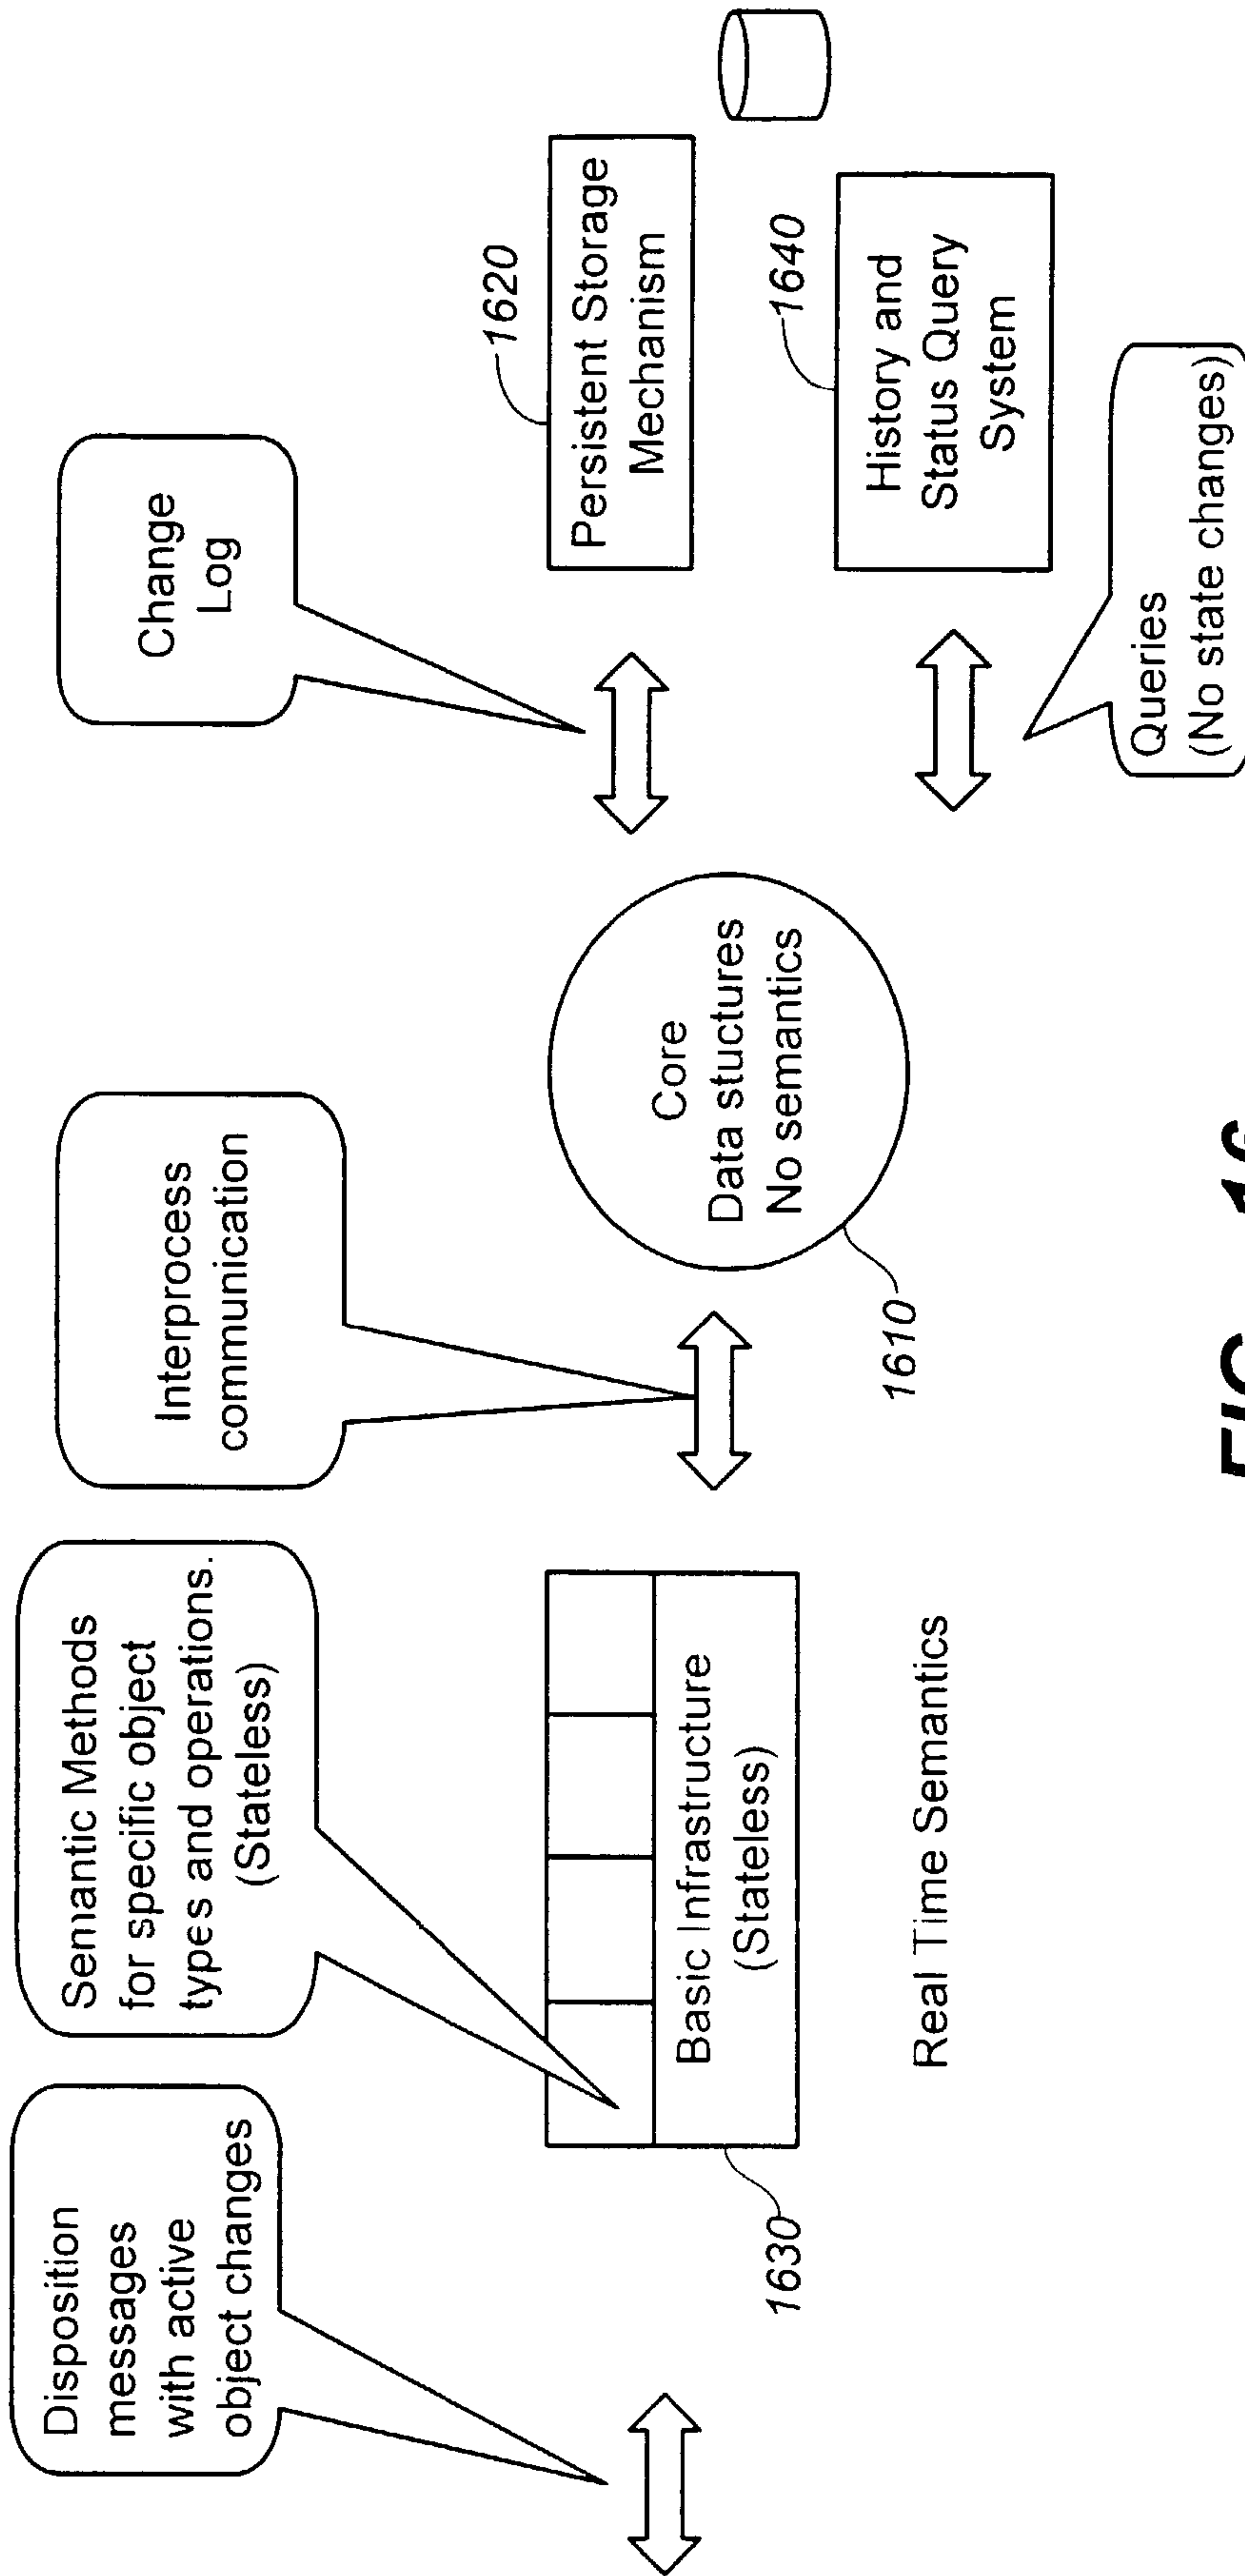 Disposition
messages
with active
object changes
Semantic Methods
for specific object
types and operations.
(Stateless)
Interprocess
communication
Change
Log
1630
Basic Infrastructure
(Stateless)
Real Time Semantics
Core
Data stuctures
No semantics
1610
1620
Persistent Storage
Mechanism
1640
History and
Status Query
System
Queries
(No state changes)
FIG._16